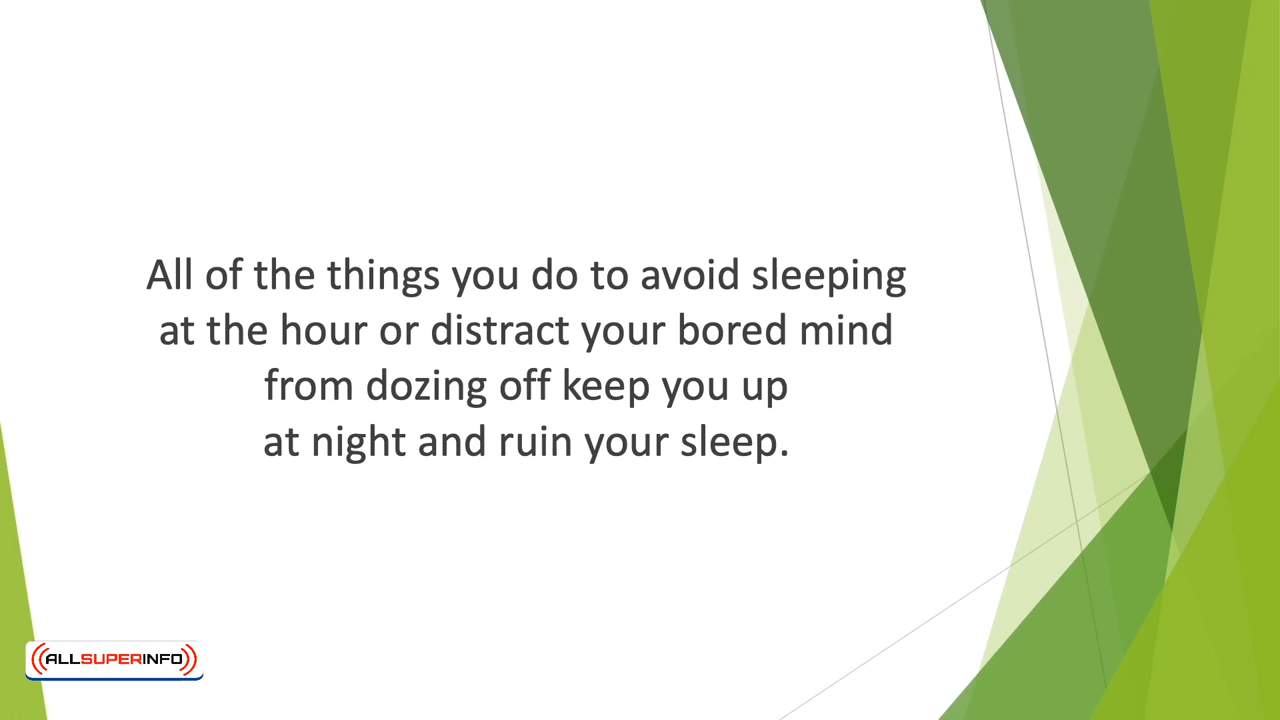 All of the things you do to avoid sleeping
at the hour or distract your bored mind
from dozing off keep you up
at night and ruin your sleep.
ALLSUPERINFO